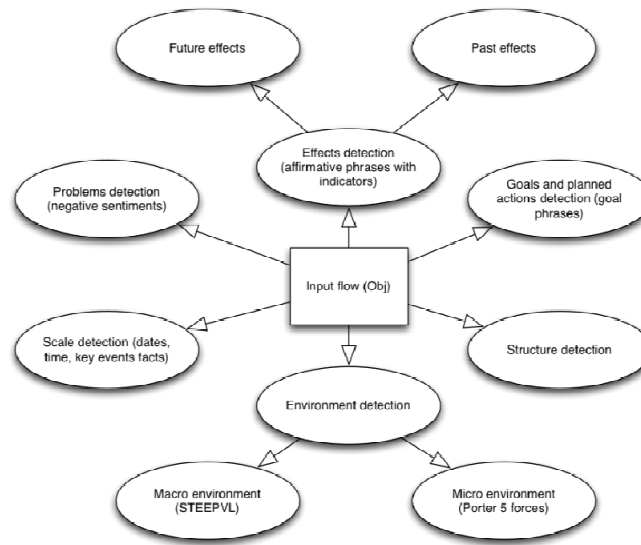 Future effects
Past effects
Effects detection
(affirmative phrases with
indicators)
Problems detection
(negative sentiments)
Goals and planned
actions detection (goal
phrases)
Input flow (Obj)
Scale detection (dates,
time, key events facts)
Structure detection
Environment detection
Macro environment
(STEEPVL)
Micro environment
(Porter 5 forces)